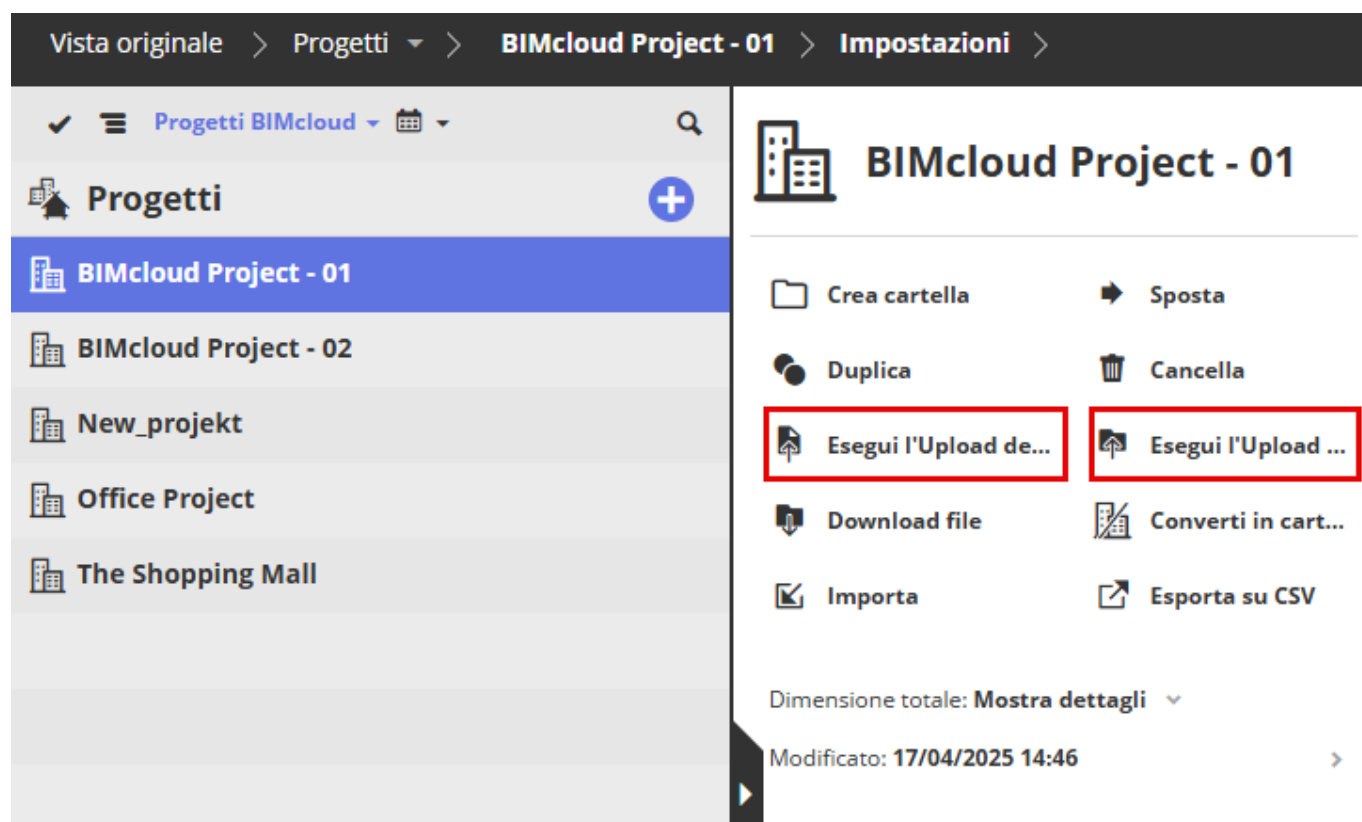 Vista originale > Progetti > BIMcloud Project - 01 > Impostazioni >
Progetti BIMcloud
Progetti
BIMcloud Project - 01
BIMcloud Project - 02
New_projekt
Office Project
The Shopping Mall
BIMcloud Project - 01
Crea cartella
Sposta
Duplica
Cancella
Esegui l'Upload de...
Esegui l'Upload ...
Download file
Converti in cart...
Importa
Esporta su CSV
Dimensione totale: Mostra dettagli
Modificato: 17/04/2025 14:46